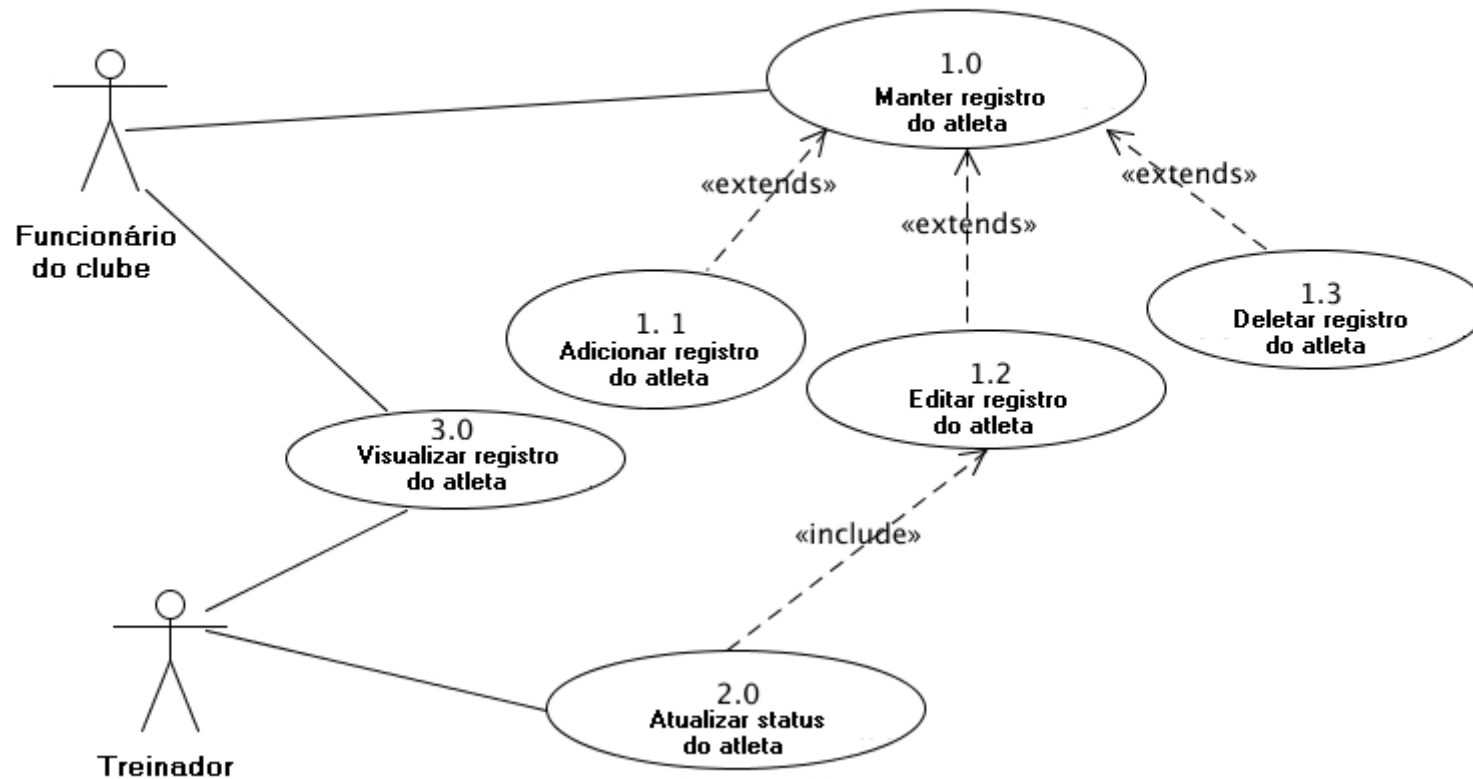 1.0
Manter registro
do atleta
«extends»
«extends»
«extends»
Funcionário
do clube
1. 1
Adicionar registro
do atleta
1.2
Editar registro
do atleta
1.3
Deletar registro
do atleta
3.0
Visualizar registro
do atleta
«include»
2.0
Atualizar status
do atleta
Treinador